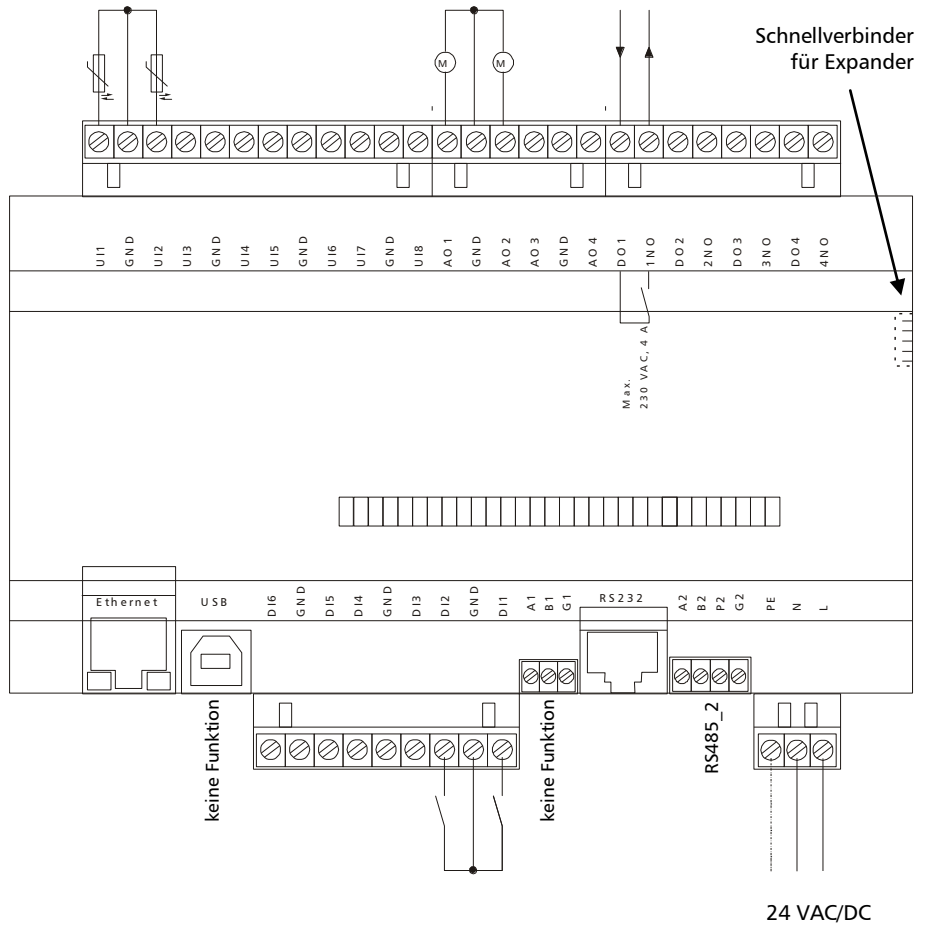 Schnellverbinder
für Expander
M
M
UI1 GND UI2 UI3 GND UI4 UI5 GND UI6 UI7 GND UI8 AO1 GND AO2 AO3 GND AO4 DO1 1NO DO2 2NO DO3 3NO DO4 4NO
Max.
230 VAC, 4 A
Ethernet
USB
DI6 GND DI5 DI4 GND DI3 DI2 GND DI1
A1 B1 G1
RS232
A2 B2 P2 G2
PE N L
keine Funktion
keine Funktion
RS485_2
24 VAC/DC